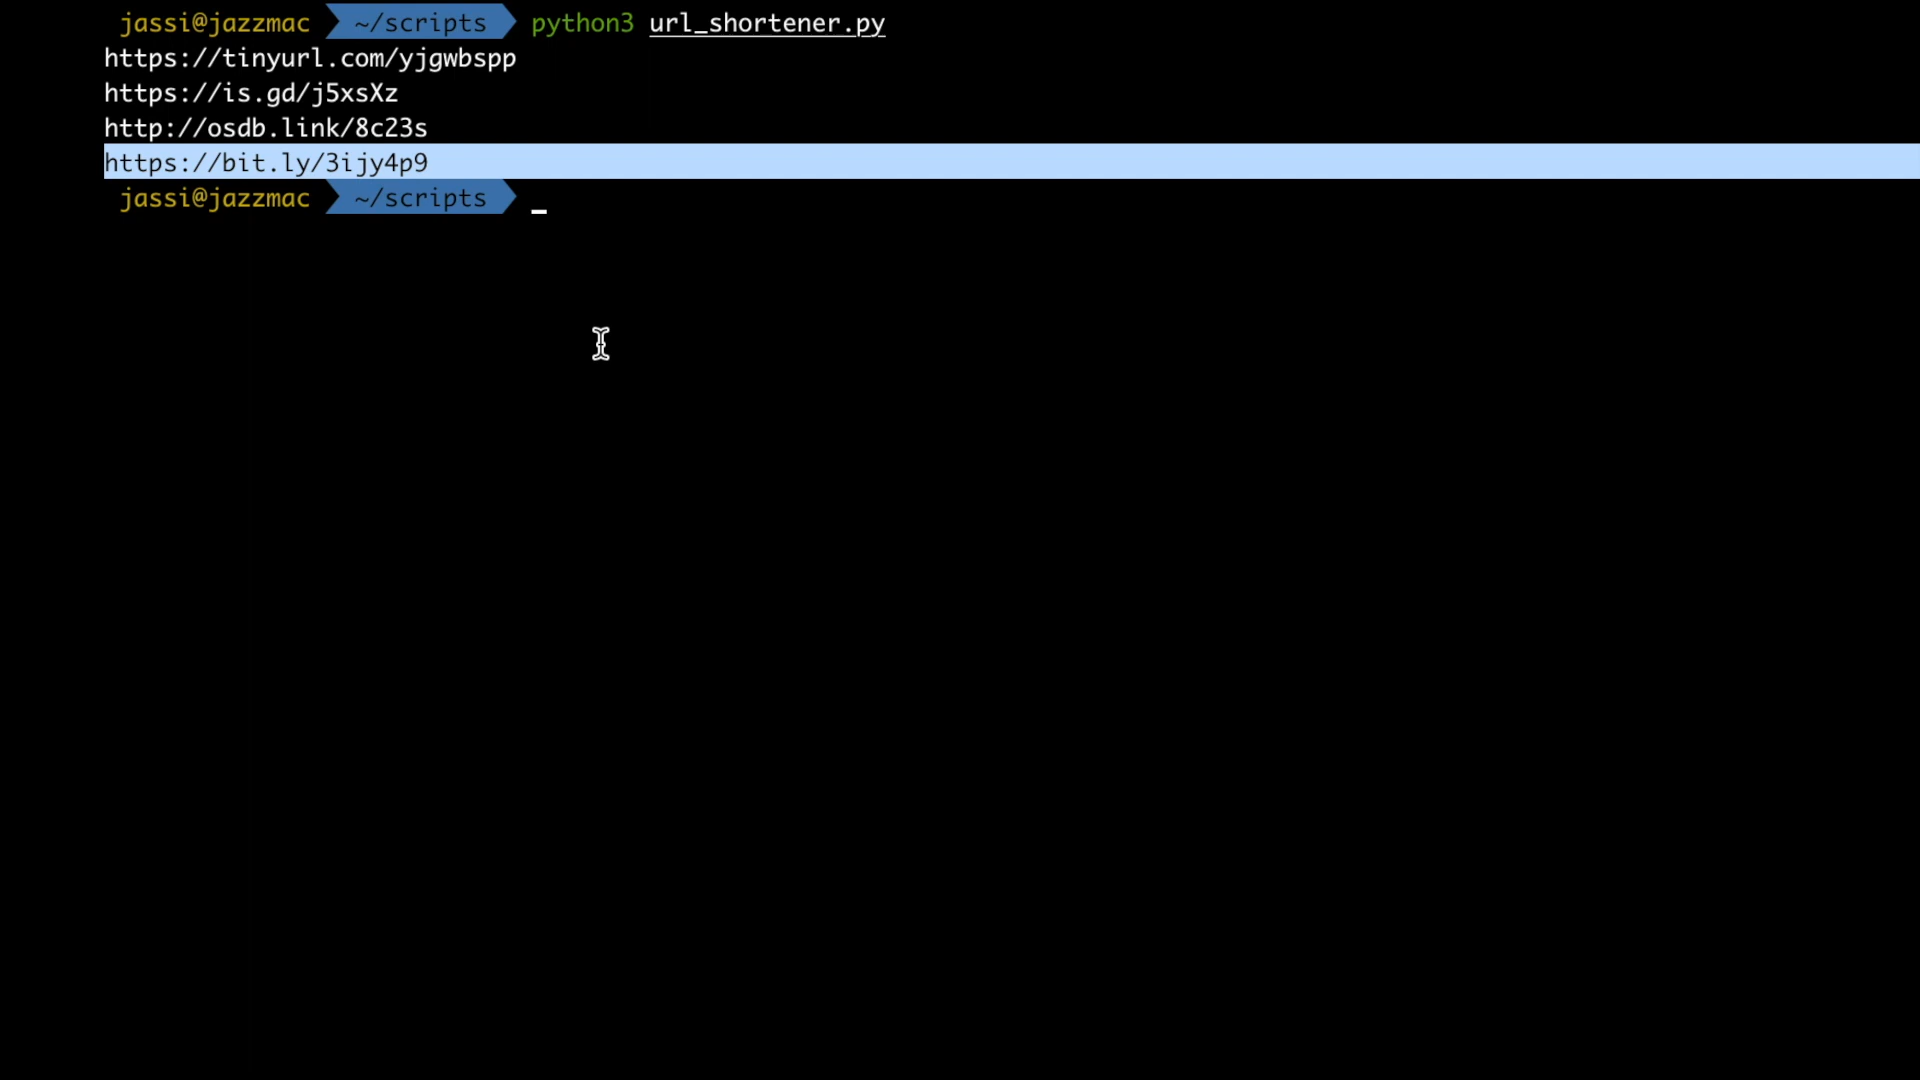 jassi@jazzmac ~/scripts python3 url_shortener.py
https://tinyurl.com/yjgwbspp
https://is.gd/j5xsXz
http://osdb.link/8c23s
https://bit.ly/3ijy4p9
jassi@jazzmac ~/scripts _